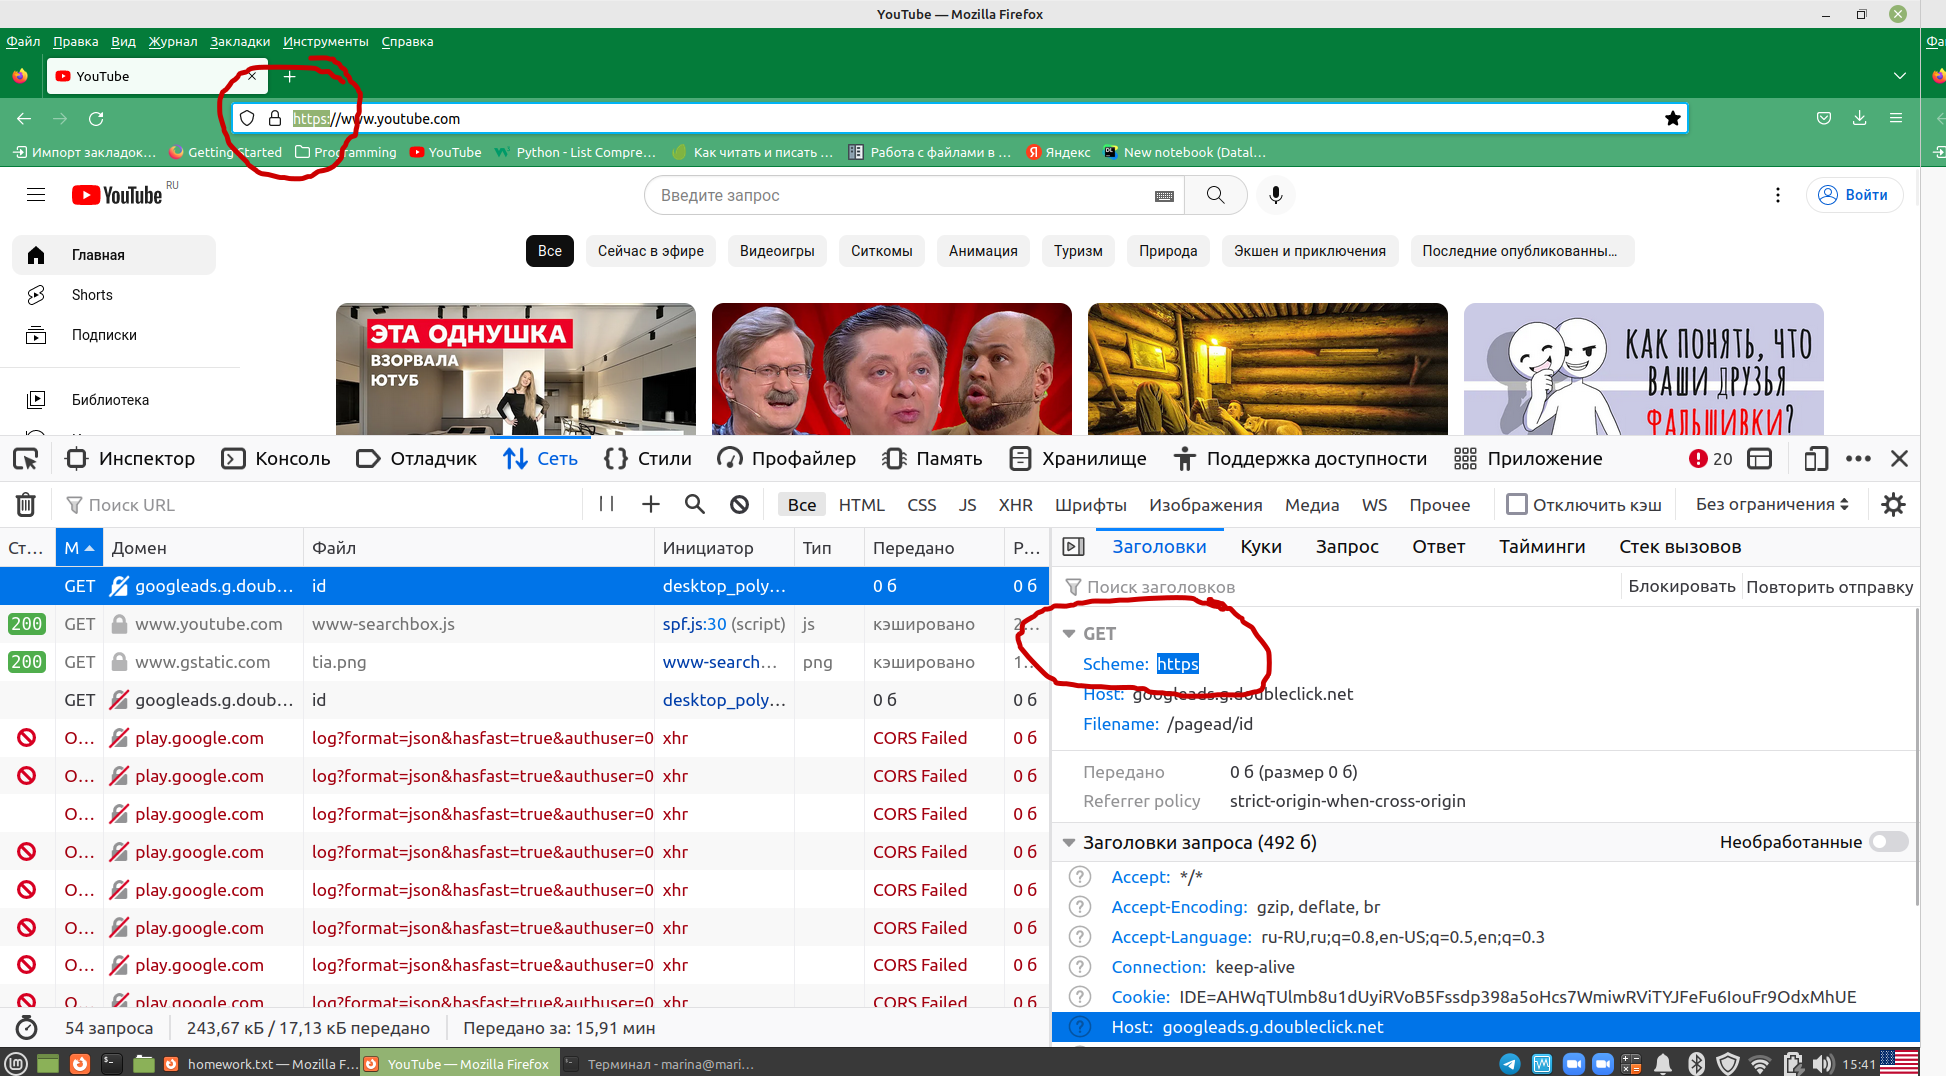 YouTube — Mozilla Firefox
Файл Правка Вид Журнал Закладки Инструменты Справка
YouTube
https://www.youtube.com
Импорт закладок... Getting Started Programming YouTube Python - List Compre... Как читать и писать ... Работа с файлами в ... Яндекс New notebook (Datal...
YouTube RU
Введите запрос
Войти
Главная
Все Сейчас в эфире Видеоигры Ситкомы Анимация Туризм Природа Экшен и приключения Последние опубликованны...
Shorts
Подписки
Библиотека
ЭТА ОДНУШКА
ВЗОРВАЛА
ЮТУБ
КАК ПОНЯТЬ, ЧТО
ВАШИ ДРУЗЬЯ
ФАЛЬШИВКИ?
Инспектор Консоль Отладчик Сеть Стили Профайлер Память Хранилище Поддержка доступности Приложение 20
Поиск URL
Все HTML CSS JS XHR Шрифты Изображения Медиа WS Прочее Отключить кэш Без ограничения
Ст... М Домен Файл Инициатор Тип Передано Р...
GET googleads.g.doub... id desktop_poly... 0 б 0 б
200 GET www.youtube.com www-searchbox.js spf.js:30 (script) js кэшировано 2...
200 GET www.gstatic.com tia.png www-search... png кэшировано 1...
GET googleads.g.doub... id desktop_poly... 0 б 0 б
О... play.google.com log?format=json&hasfast=true&authuser=0 xhr CORS Failed 0 б
О... play.google.com log?format=json&hasfast=true&authuser=0 xhr CORS Failed 0 б
О... play.google.com log?format=json&hasfast=true&authuser=0 xhr CORS Failed 0 б
О... play.google.com log?format=json&hasfast=true&authuser=0 xhr CORS Failed 0 б
О... play.google.com log?format=json&hasfast=true&authuser=0 xhr CORS Failed 0 б
О... play.google.com log?format=json&hasfast=true&authuser=0 xhr CORS Failed 0 б
О... play.google.com log?format=json&hasfast=true&authuser=0 xhr CORS Failed 0 б
О... play.google.com log?format=json&hasfast=true&authuser=0 xhr CORS Failed 0 б
54 запроса 243,67 кБ / 17,13 кБ передано Передано за: 15,91 мин
Заголовки Куки Запрос Ответ Тайминги Стек вызовов
Поиск заголовков Блокировать Повторить отправку
GET
Scheme: https
Host: googleads.g.doubleclick.net
Filename: /pagead/id
Передано 0 б (размер 0 б)
Referrer policy strict-origin-when-cross-origin
Заголовки запроса (492 б) Необработанные
Accept: */*
Accept-Encoding: gzip, deflate, br
Accept-Language: ru-RU,ru;q=0.8,en-US;q=0.5,en;q=0.3
Connection: keep-alive
Cookie: IDE=AHWqTUlmb8u1dUyiRVoB5Fssdp398a5oHcs7WmiwRViTYJFeFu6IouFr9OdxMhUE
Host: googleads.g.doubleclick.net
homework.txt — Mozilla F... YouTube — Mozilla Firefox Терминал - marina@mari... 15:41